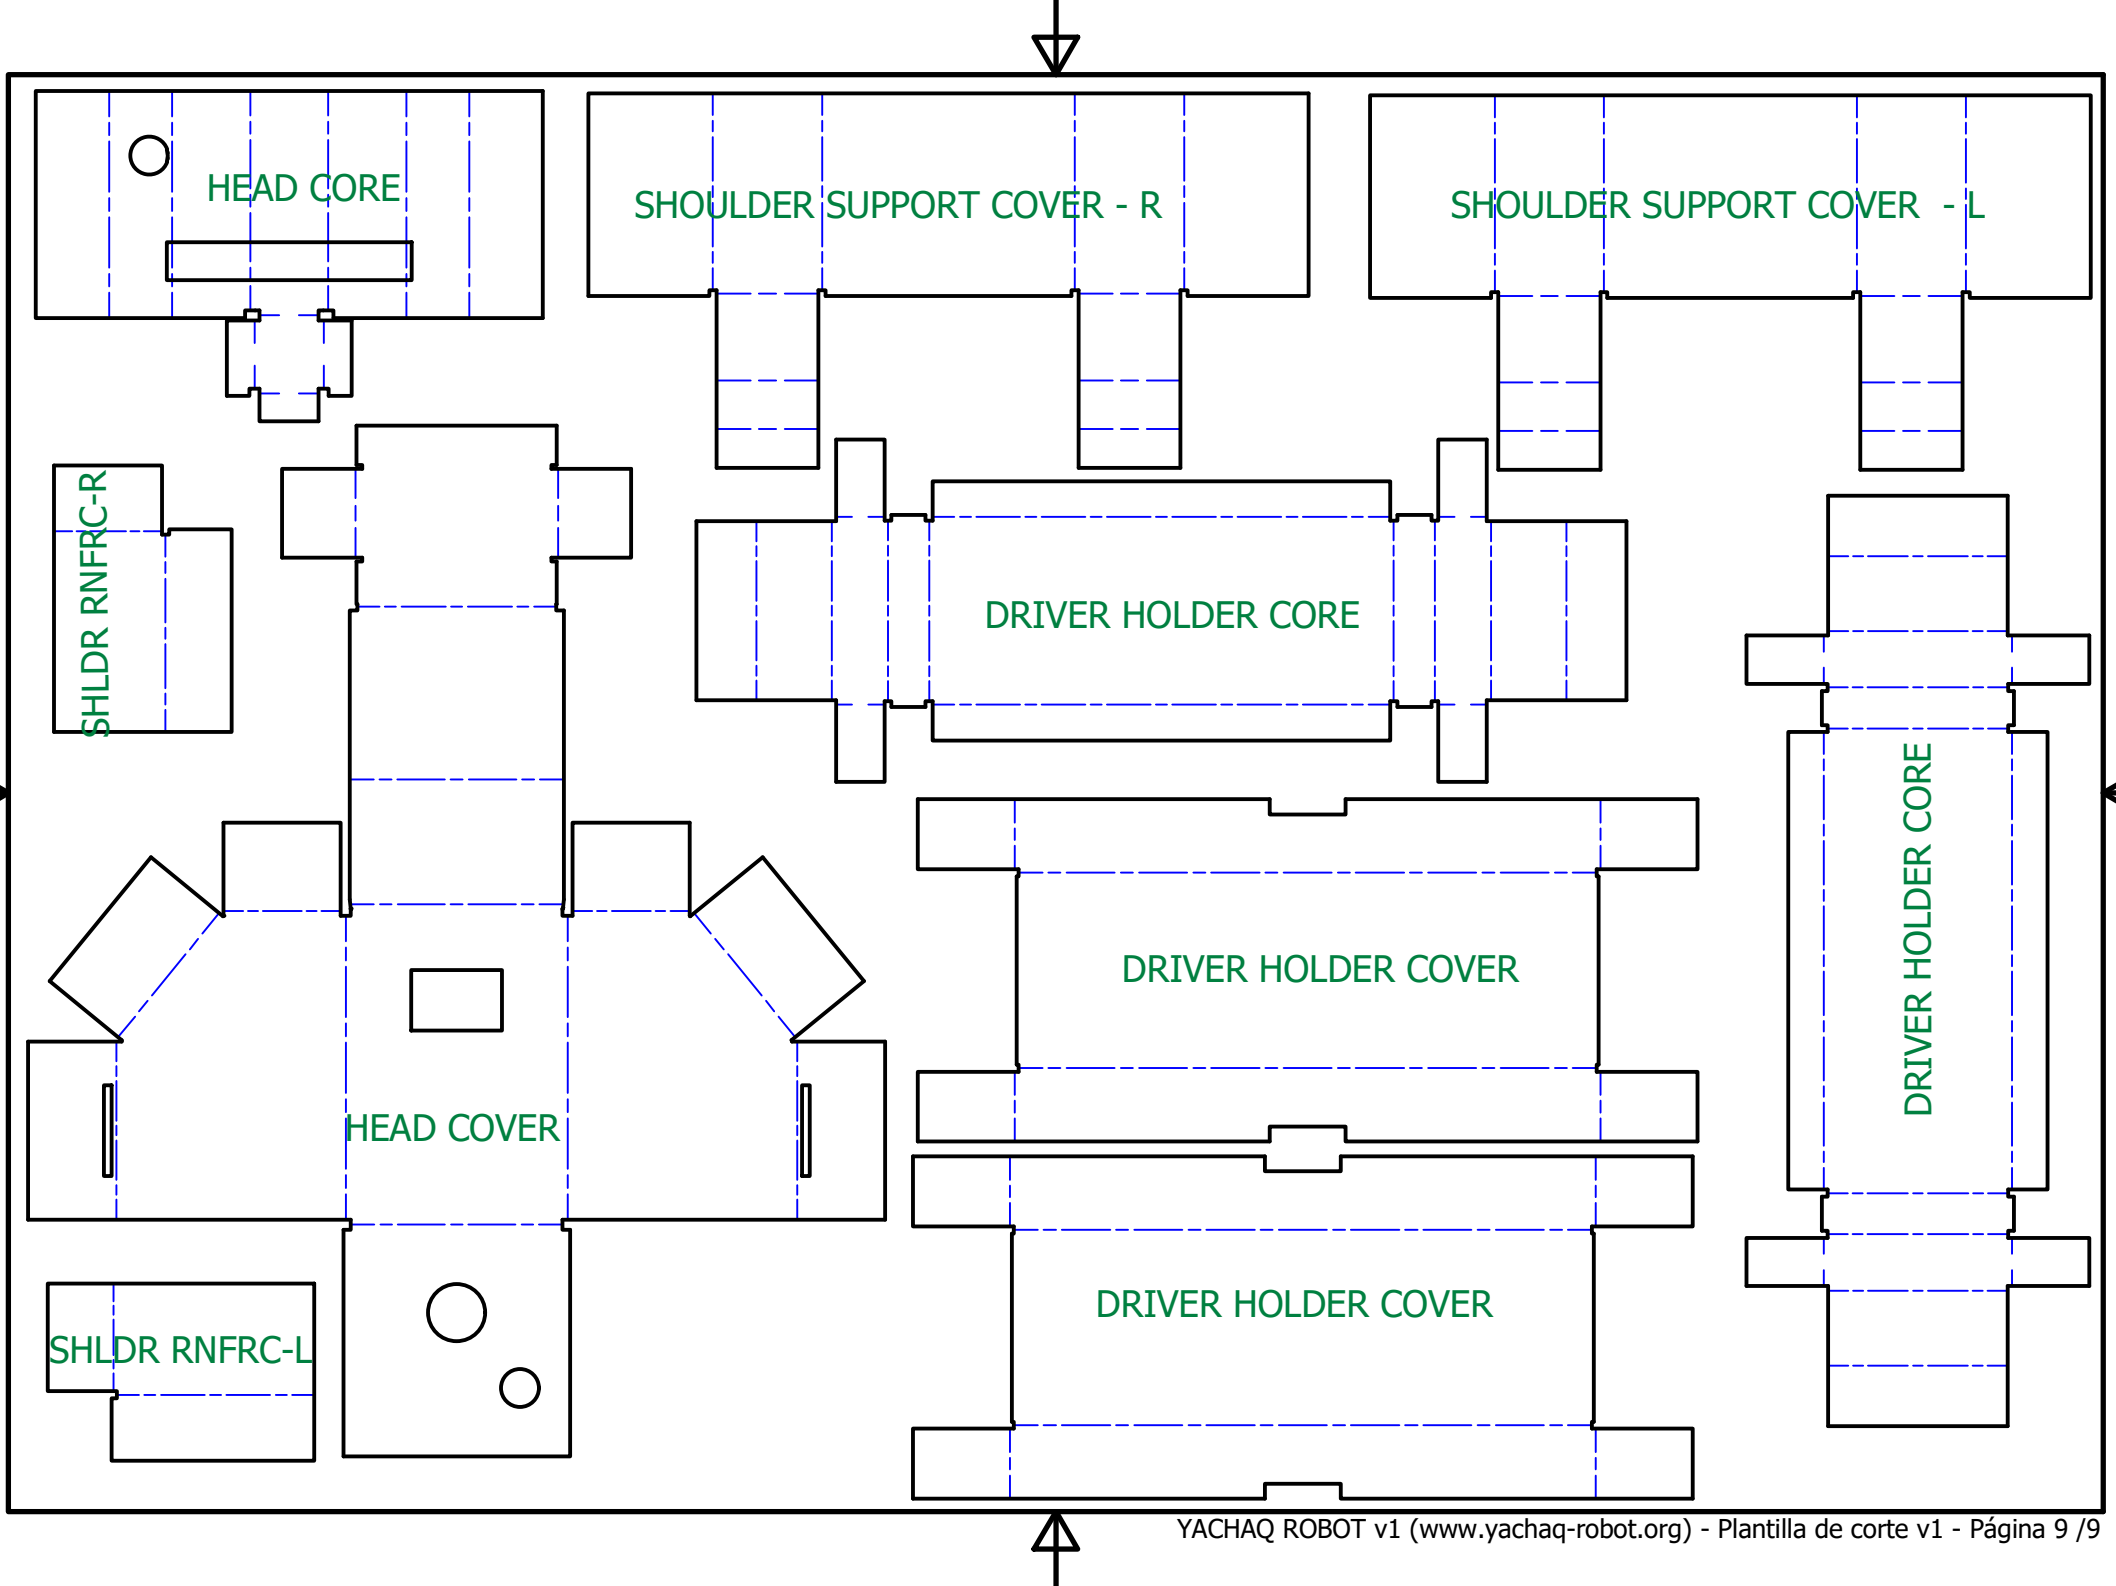 HEAD CORE
SHOULDER SUPPORT COVER - R
SHOULDER SUPPORT COVER - L
SHLDR RNFRC-R
DRIVER HOLDER CORE
DRIVER HOLDER CORE
DRIVER HOLDER COVER
HEAD COVER
DRIVER HOLDER COVER
SHLDR RNFRC-L
YACHAQ ROBOT v1 (www.yachaq-robot.org) - Plantilla de corte v1 - Página 9 /9